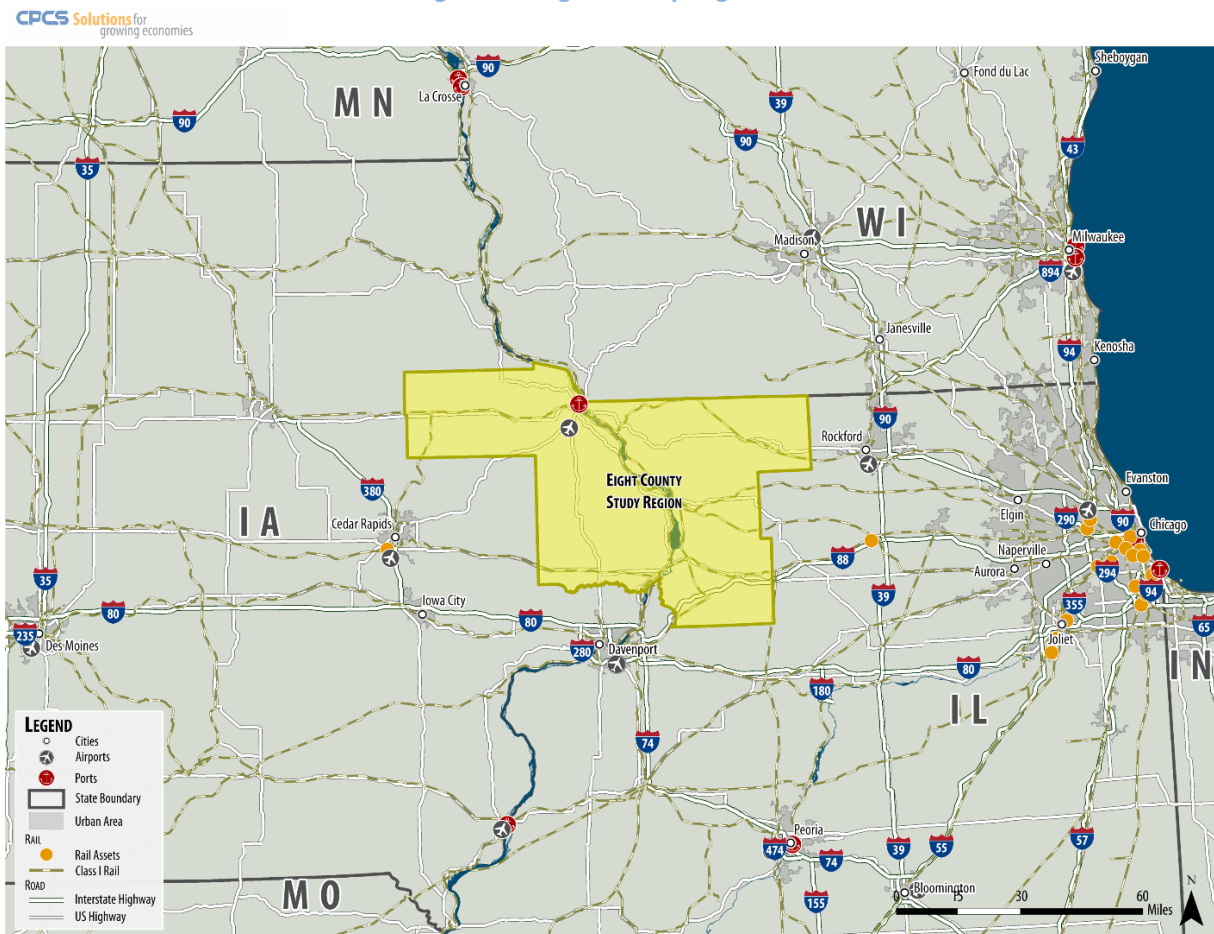 CPCS Solutions for
growing economies
90
La Crosse
MN
90
35
39
90
Fond du Lac
Sheboygan
43
WI
Madison
Milwaukee
894
Janesville
94
Kenosha
90
Rockford
EIGHT COUNTY
STUDY REGION
380
IA
Cedar Rapids
Evanston
Elgin
290
90
Chicago
Naperville
88
Aurora
294
94
35
39
355
Iowa City
80
80
65
235
Des Moines
Joliet
280
Davenport
80
IN
180
IL
74
LEGEND
Cities
Airports
Ports
State Boundary
Urban Area
RAIL
Rail Assets
Class I Rail
ROAD
Interstate Highway
US Highway
Peoria
474
74
39
55
57
MO
155
Bloomington
N
0 15 30 60
Miles